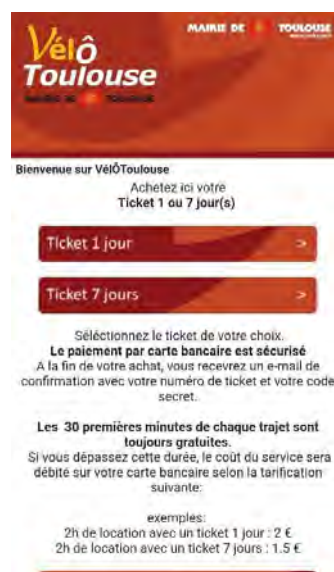 MAIRIE DE TOULOUSE
VélÔ
Toulouse
Bienvenue sur VélÔToulouse
Achetez ici votre
Ticket 1 ou 7 jour(s)
Ticket 1 jour >
Ticket 7 jours >
Séléctionnez le ticket de votre choix.
Le paiement par carte bancaire est sécurisé
A la fin de votre achat, vous recevrez un e-mail de
confirmation avec votre numéro de ticket et votre code
secret.
Les 30 premières minutes de chaque trajet sont
toujours gratuites.
Si vous dépassez cette durée, le coût du service sera
débité sur votre carte bancaire selon la tarification
suivante:
exemples:
2h de location avec un ticket 1 jour : 2 €
2h de location avec un ticket 7 jours : 1.5 €